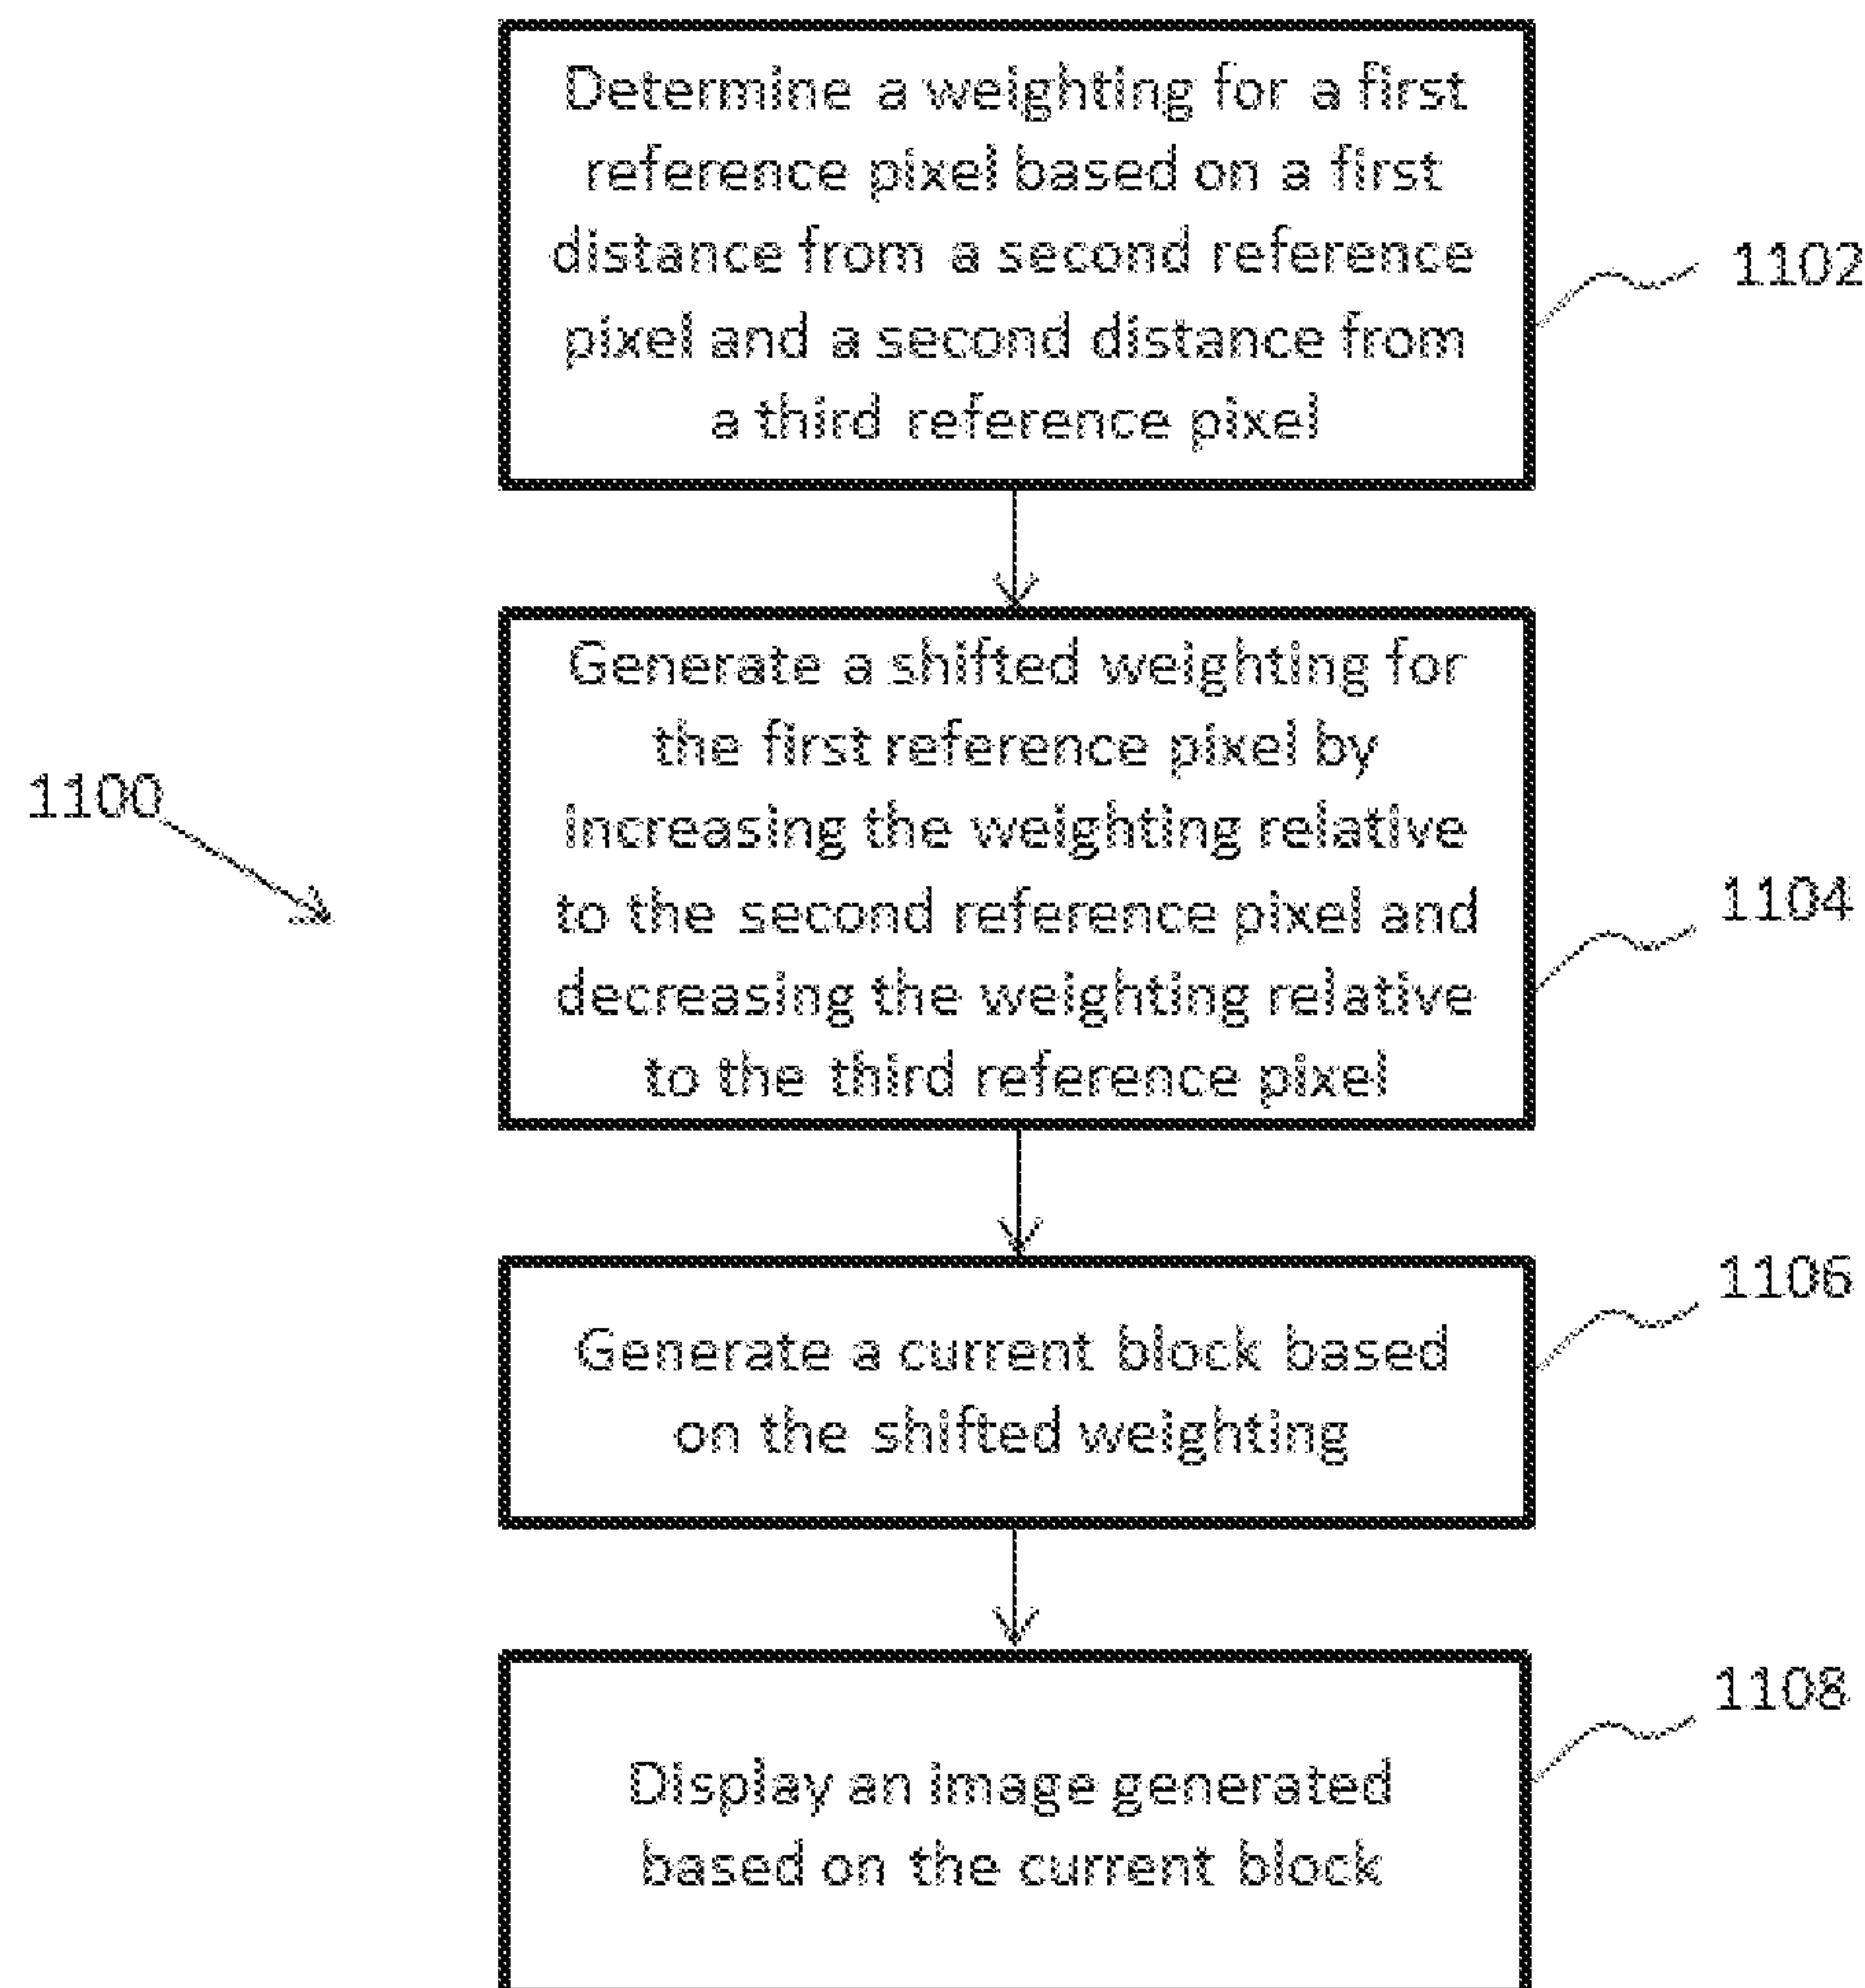 Determine a weighting for a first
reference pixel based on a first
distance from a second reference
pixel and a second distance from
a third reference pixel
1102
Generate a shifted weighting for
the first reference pixel by
increasing the weighting relative
to the second reference pixel and
decreasing the weighting relative
to the third reference pixel
1100
1104
Generate a current block based
on the shifted weighting
1106
Display an image generated
based on the current block
1108